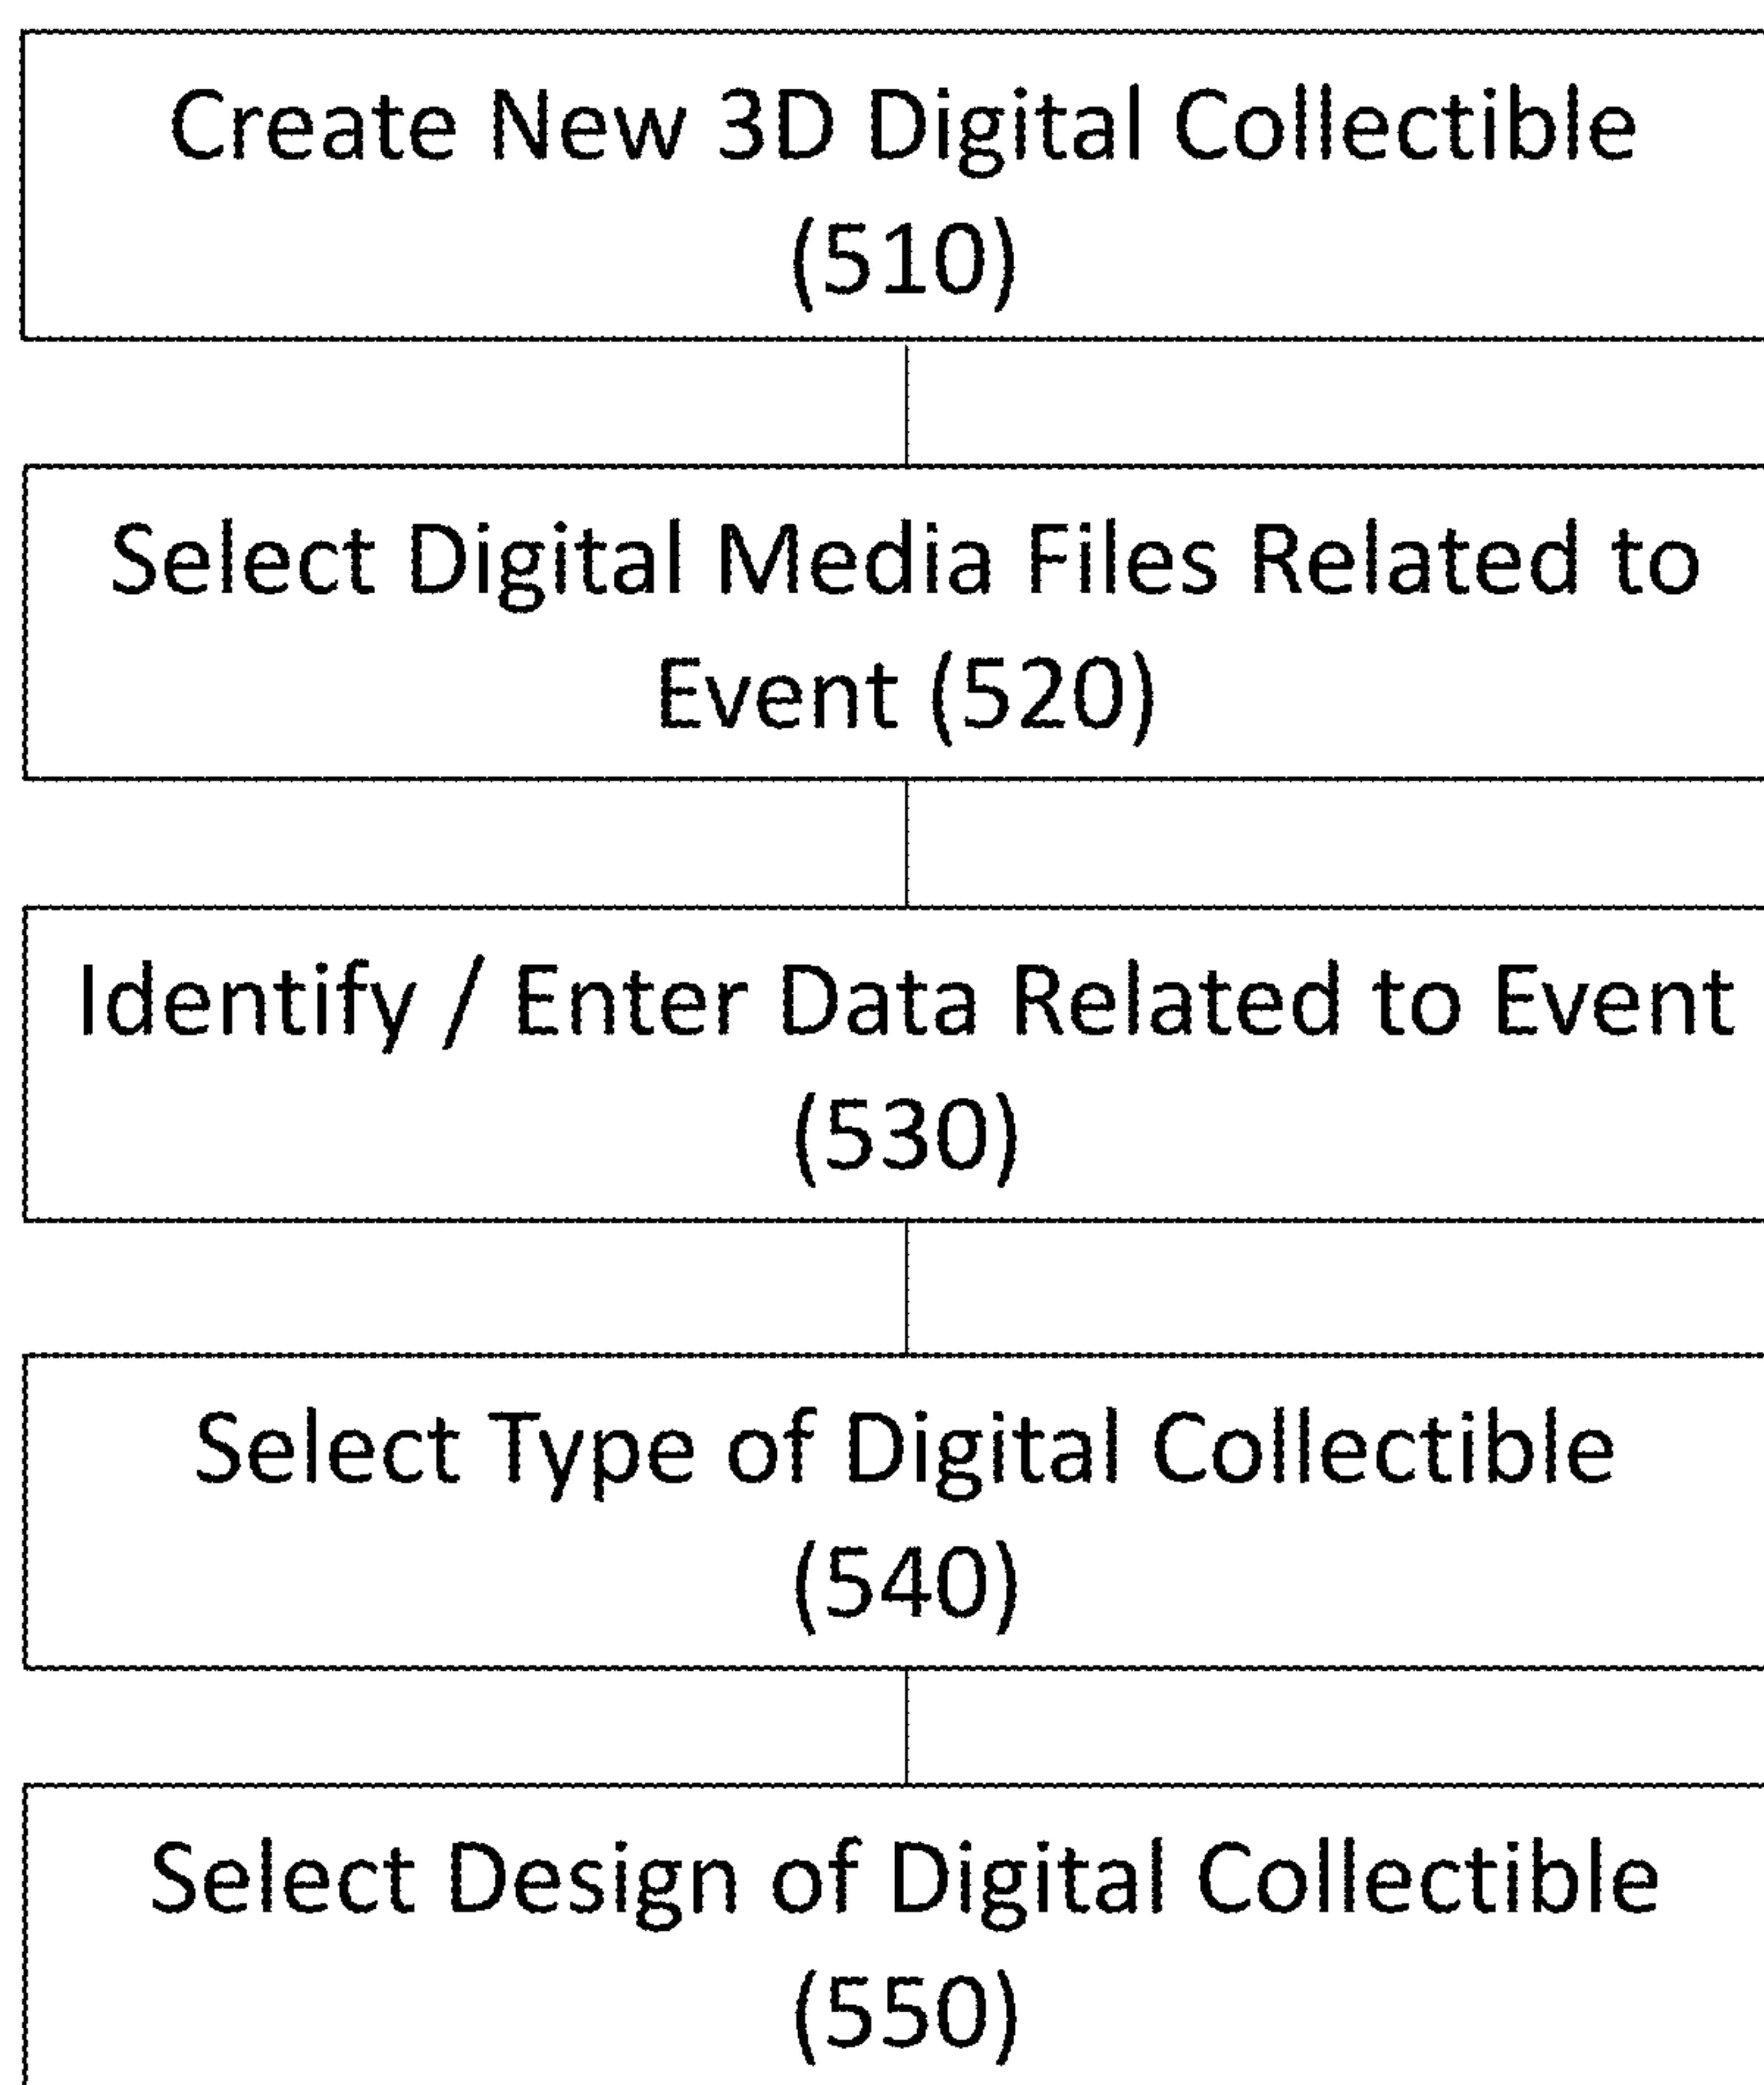 Create New 3D Digital Collectible
(510)
Select Digital Media Files Related to
Event (520)
Identify / Enter Data Related to Event
(530)
Select Type of Digital Collectible
(540)
Select Design of Digital Collectible
(550)